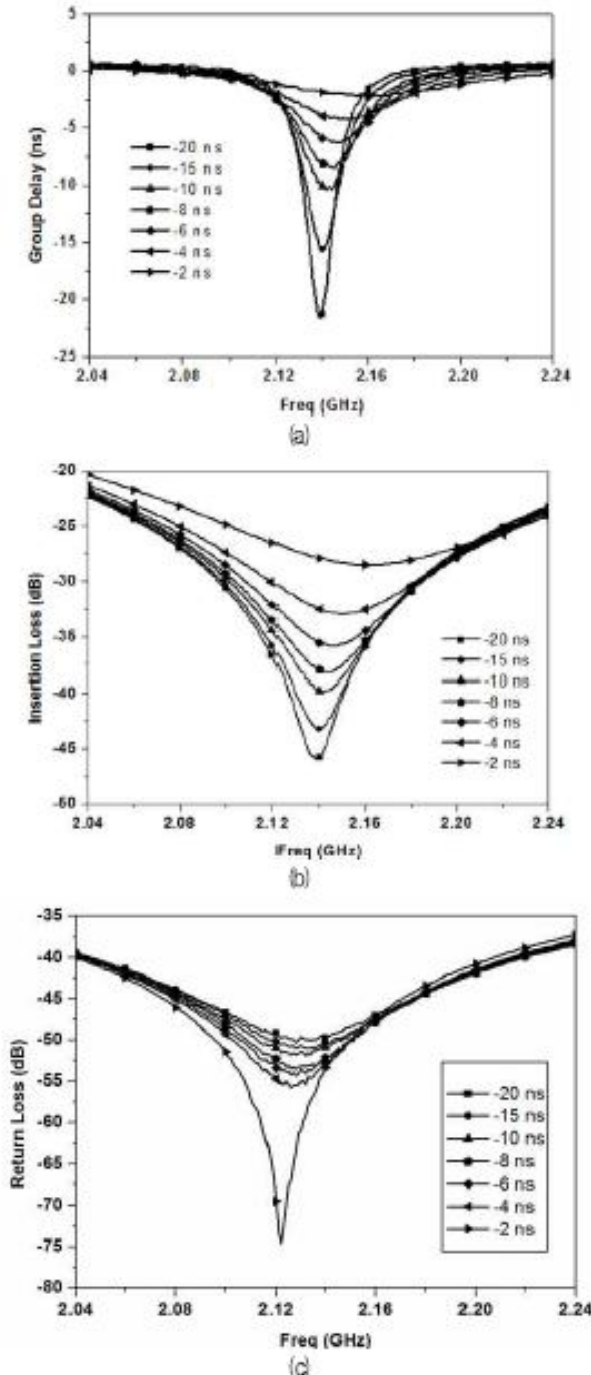 5
0
-5
-10
-15
-20
-25
Group Delay (ns)
-20 ns
-15 ns
-10 ns
-8 ns
-6 ns
-4 ns
-2 ns
2.04 2.08 2.12 2.16 2.20 2.24
Freq (GHz)
(a)
-20
-25
-30
-35
-40
-45
-50
Insertion Loss (dB)
-20 ns
-15 ns
-10 ns
-8 ns
-6 ns
-4 ns
-2 ns
2.04 2.08 2.12 2.16 2.20 2.24
IFreq (GHz)
(b)
-35
-40
-45
-50
-55
-60
-65
-70
-75
-80
Return Loss (dB)
-20 ns
-15 ns
-10 ns
-8 ns
-6 ns
-4 ns
-2 ns
2.04 2.08 2.12 2.16 2.20 2.24
Freq (GHz)
(c)